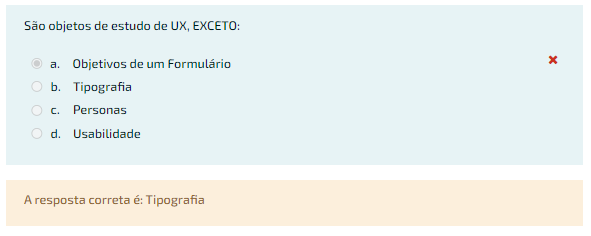 São objetos de estudo de UX, EXCETO:
a. Objetivos de um Formulário
b. Tipografia
c. Personas
d. Usabilidade
A resposta correta é: Tipografia